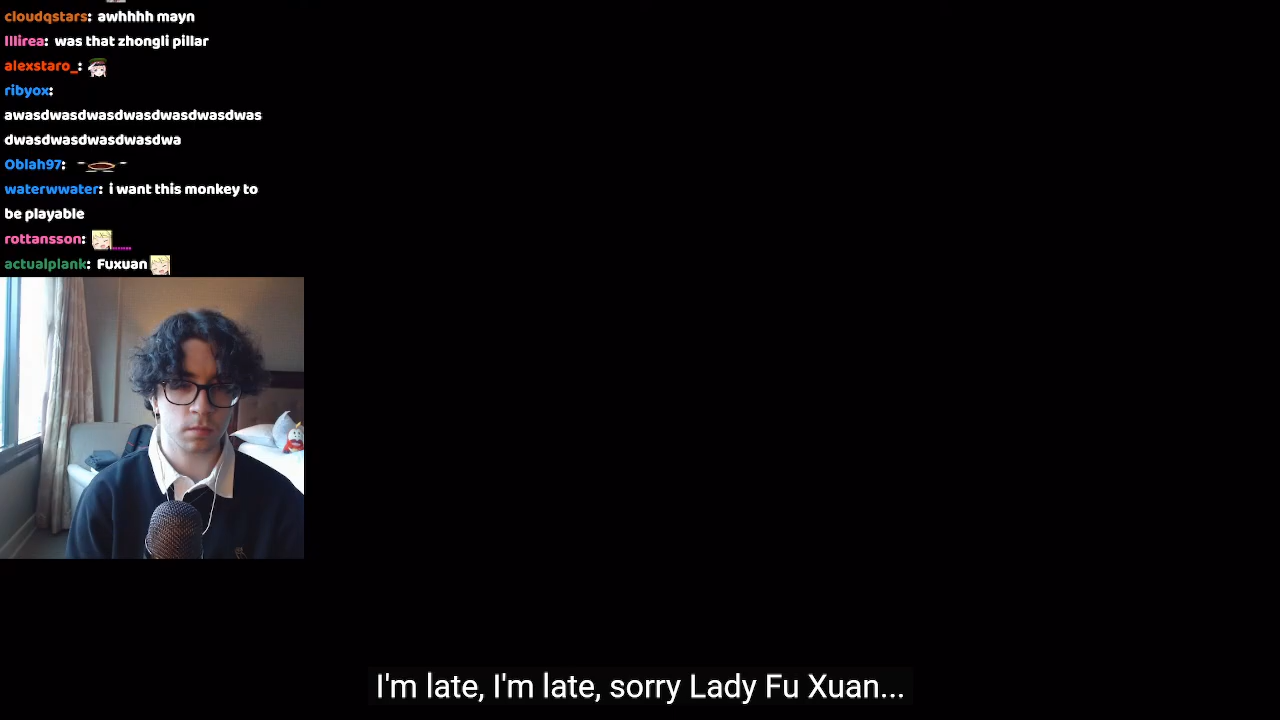 cloudqstars: awhhhh mayn
Illirea: was that zhongli pillar
alexstaro_:
ribyox:
awasdwasdwasdwasdwasdwasdwas
dwasdwasdwasdwasdwa
Oblah97:
waterwwater: i want this monkey to
be playable
rottansson:
actualplank: Fuxuan
I'm late, I'm late, sorry Lady Fu Xuan...